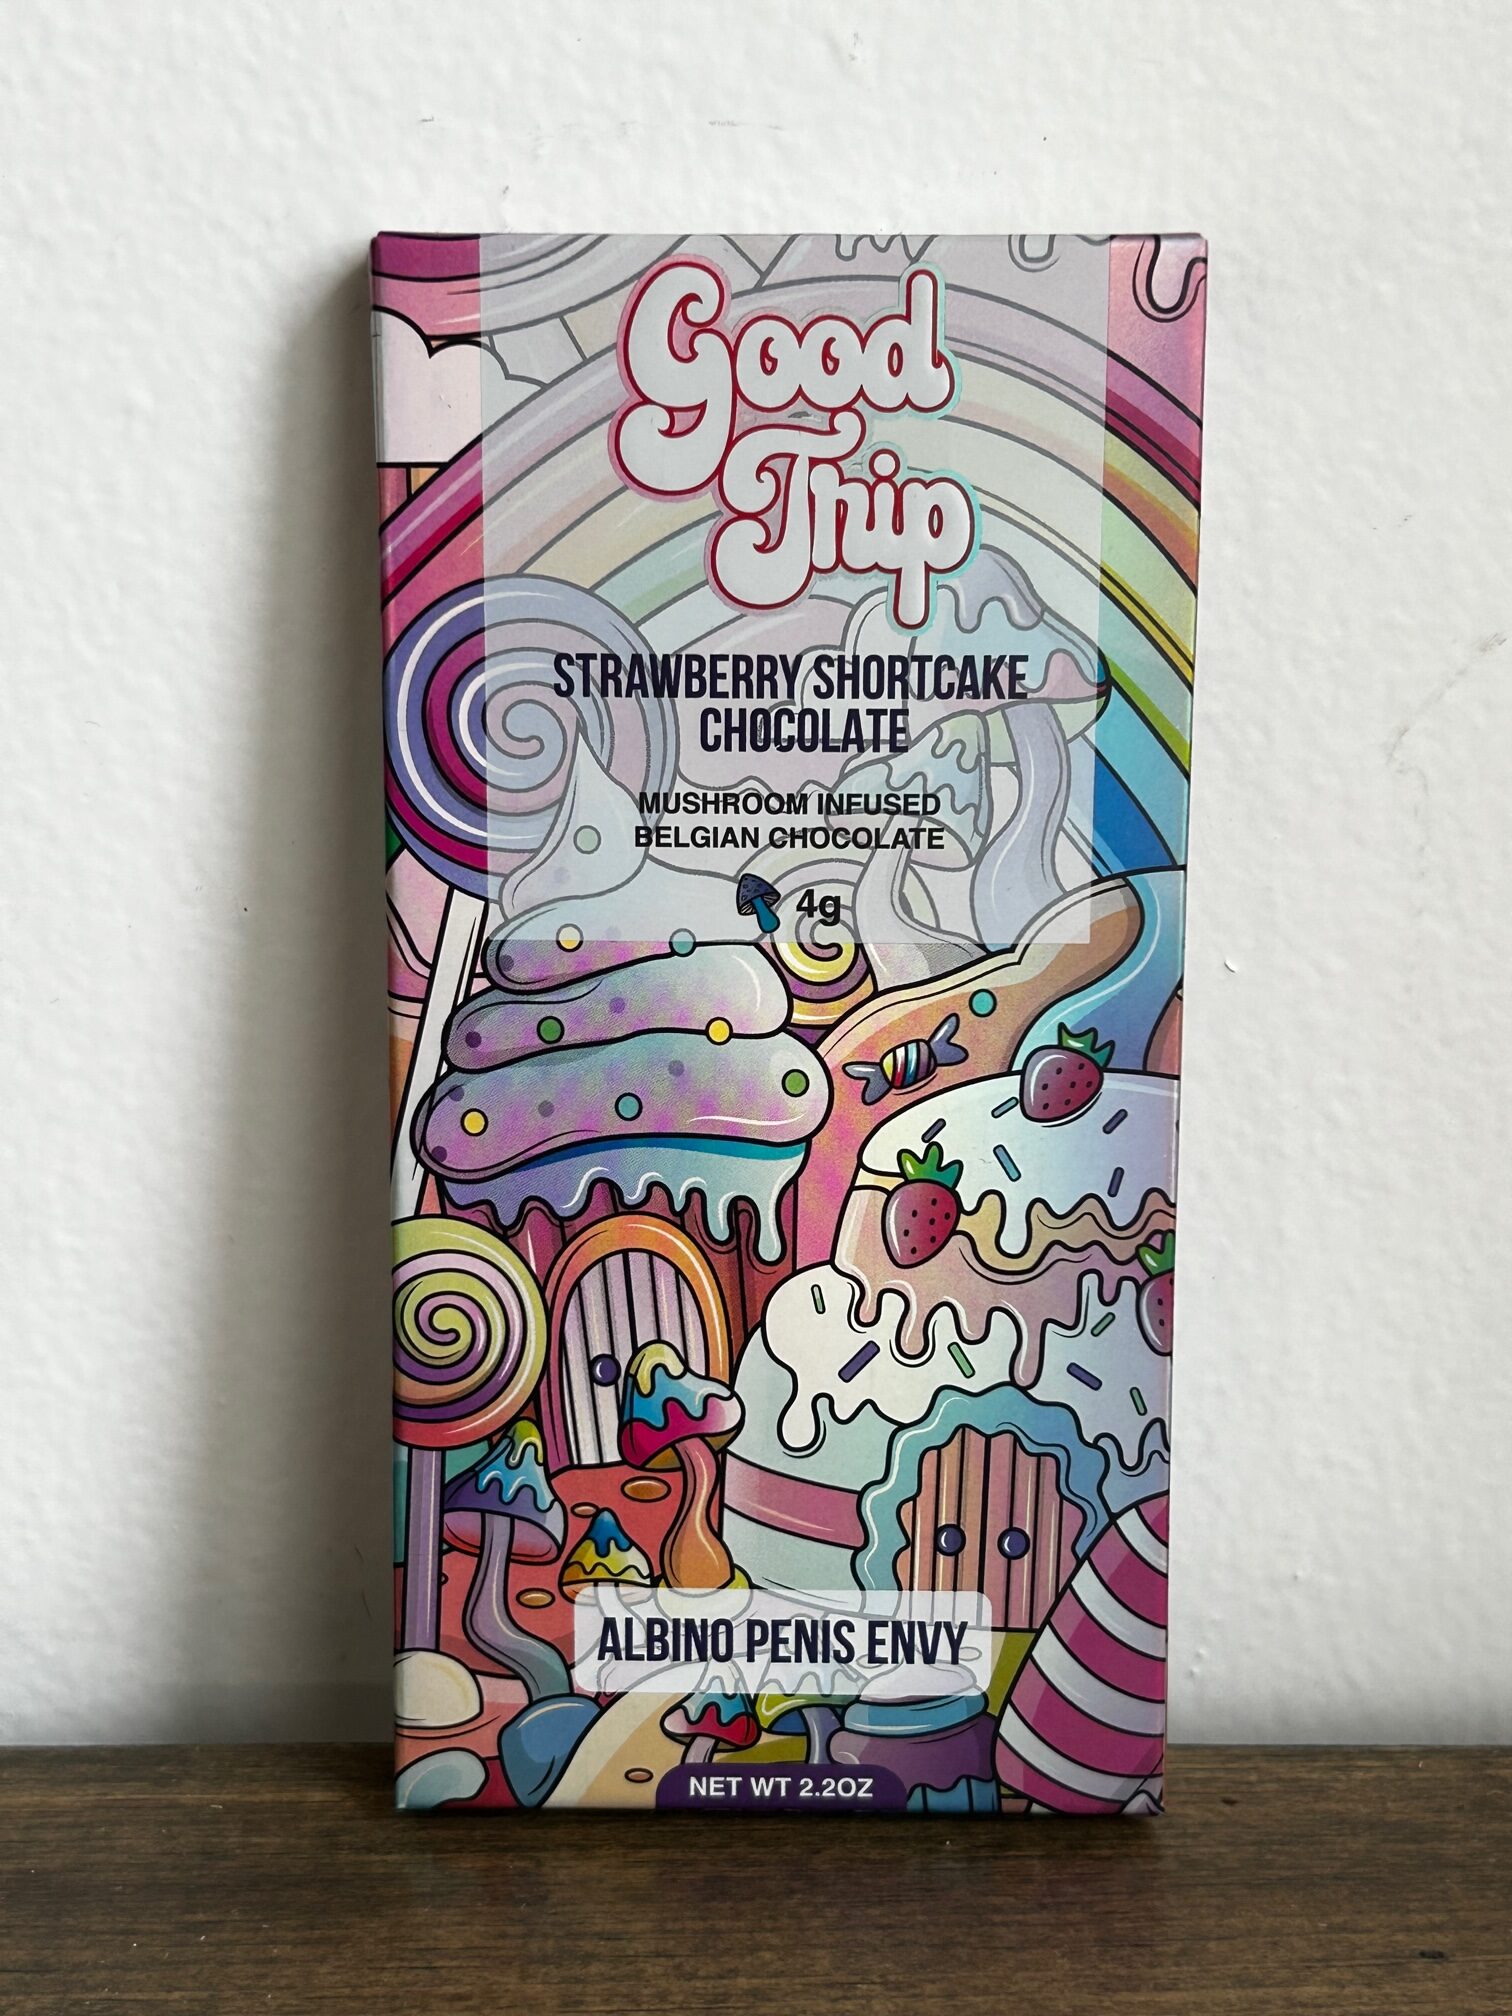 Good
Trip
STRAWBERRY SHORTCAKE
CHOCOLATE
MUSHROOM INFUSED
BELGIAN CHOCOLATE
4g
ALBINO PENIS ENVY
NET WT 2.2OZ